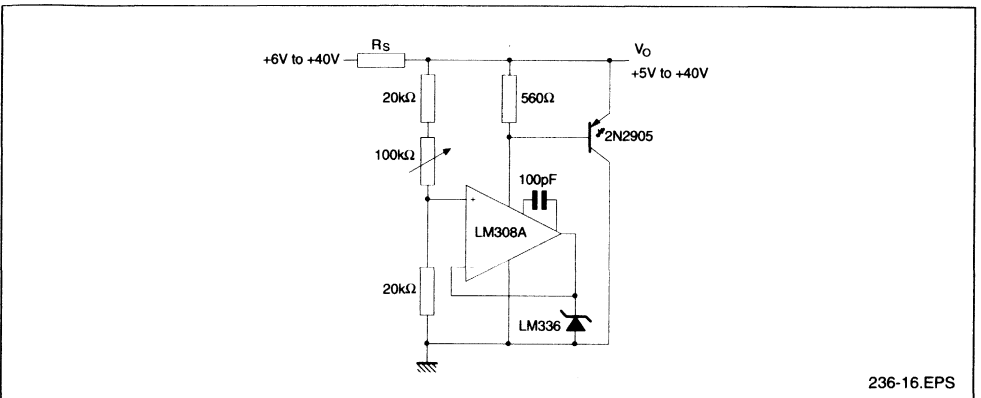 RS
VO
+6V to +40V
+5V to +40V
20kΩ
560Ω
2N2905
100kΩ
100pF
+
LM308A
-
20kΩ
LM336
236-16.EPS